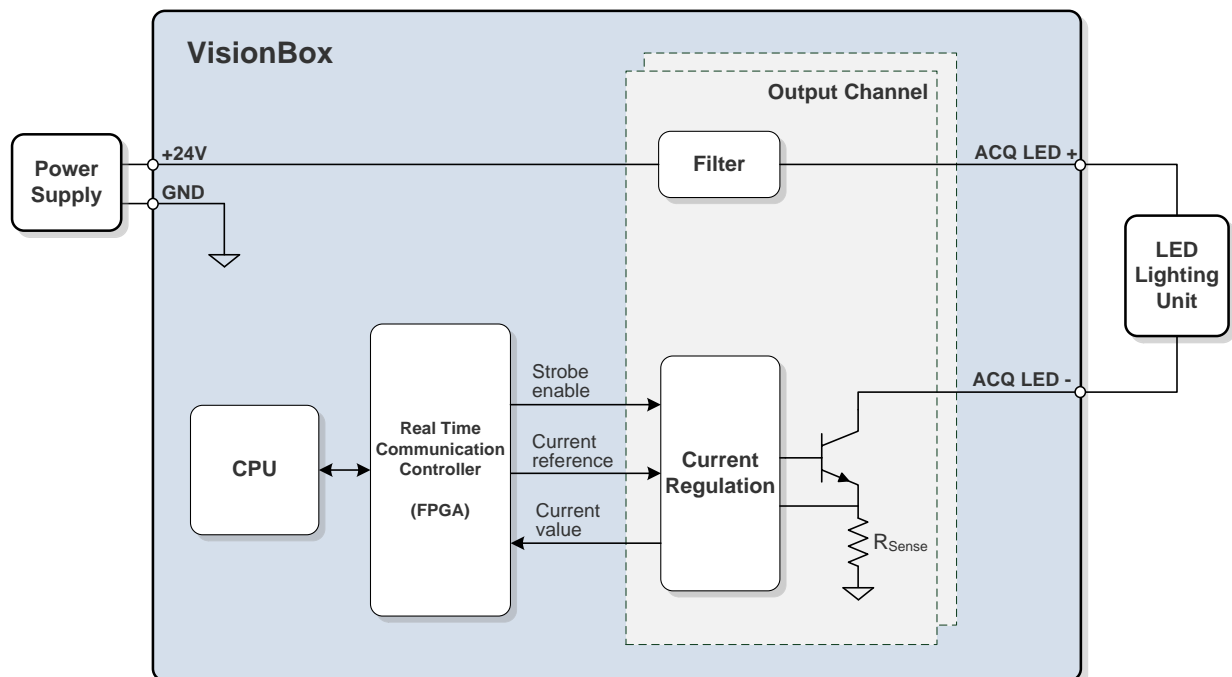 VisionBox
Output Channel
Power
Supply
+24V
GND
Filter
ACQ LED +
LED
Lighting
Unit
ACQ LED -
Strobe
enable
CPU
Real Time
Communication
Controller
(FPGA)
Current
reference
Current
Regulation
Current
value
RSense